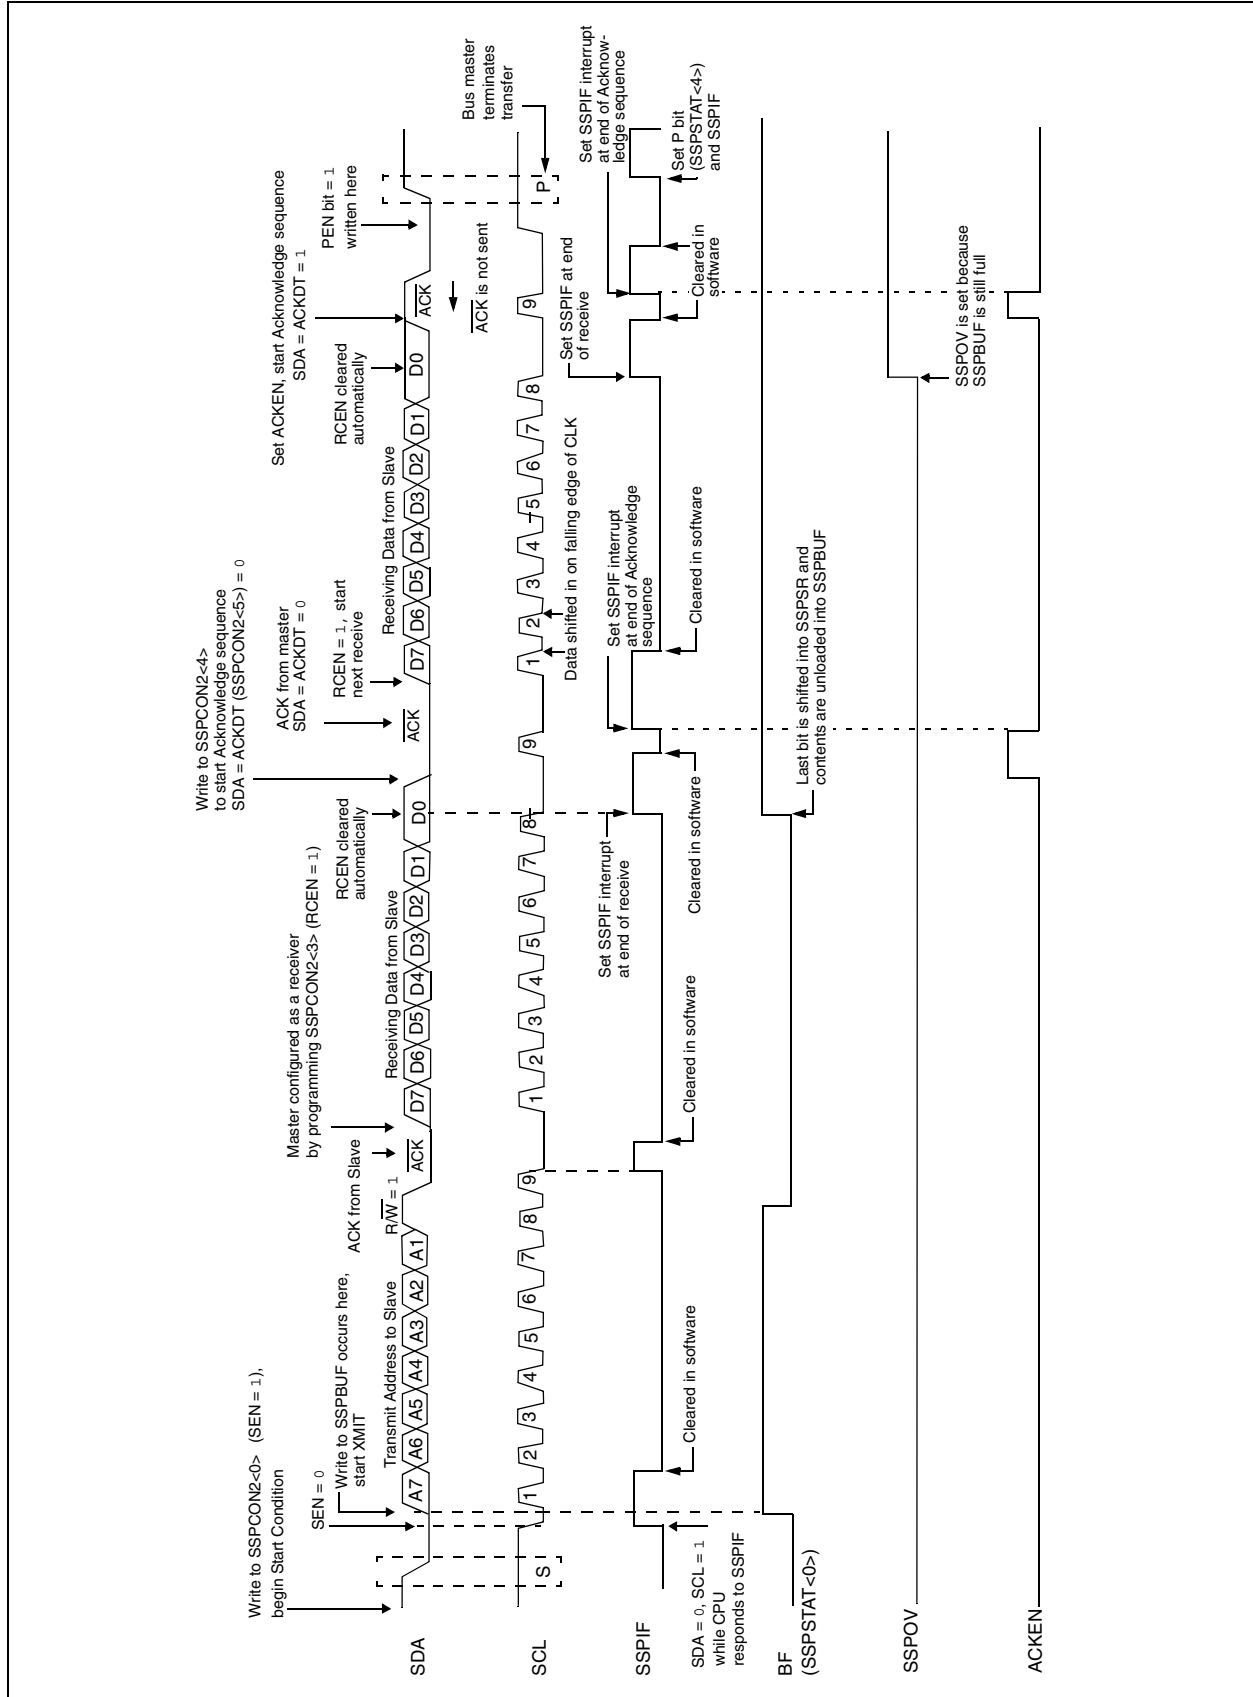 Write to SSPCON2<0> (SEN = 1),
begin Start Condition
SEN = 0
Write to SSPBUF occurs here,
start XMIT
Transmit Address to Slave
ACK from Slave
R/W = 1
Master configured as a receiver
by programming SSPCON2<3> (RCEN = 1)
Receiving Data from Slave
RCEN cleared
automatically
Write to SSPCON2<4>
to start Acknowledge sequence
SDA = ACKDT (SSPCON2<5>) = 0
ACK from master
SDA = ACKDT = 0
RCEN = 1, start
next receive
Receiving Data from Slave
RCEN cleared
automatically
Set ACKEN, start Acknowledge sequence
SDA = ACKDT = 1
PEN bit = 1
written here
SDA
A7 A6 A5 A4 A3 A2 A1
ACK
D7 D6 D5 D4 D3 D2 D1 D0
ACK
D7 D6 D5 D4 D3 D2 D1 D0
ACK
ACK is not sent
Bus master
terminates
transfer
SCL
S
1 2 3 4 5 6 7 8 9
1 2 3 4 5 6 7 8 9
1 2 3 4 5 6 7 8 9
P
Data shifted in on falling edge of CLK
SSPIF
SDA = 0, SCL = 1
while CPU
responds to SSPIF
Cleared in software
Cleared in software
Set SSPIF interrupt
at end of receive
Cleared in software
Set SSPIF interrupt
at end of Acknowledge
sequence
Cleared in software
Set SSPIF at end
of receive
Cleared in
software
Set SSPIF interrupt
at end of Acknow-
ledge sequence
Set P bit
(SSPSTAT<4>)
and SSPIF
BF
(SSPSTAT<0>)
Last bit is shifted into SSPSR and
contents are unloaded into SSPBUF
SSPOV
SSPOV is set because
SSPBUF is still full
ACKEN